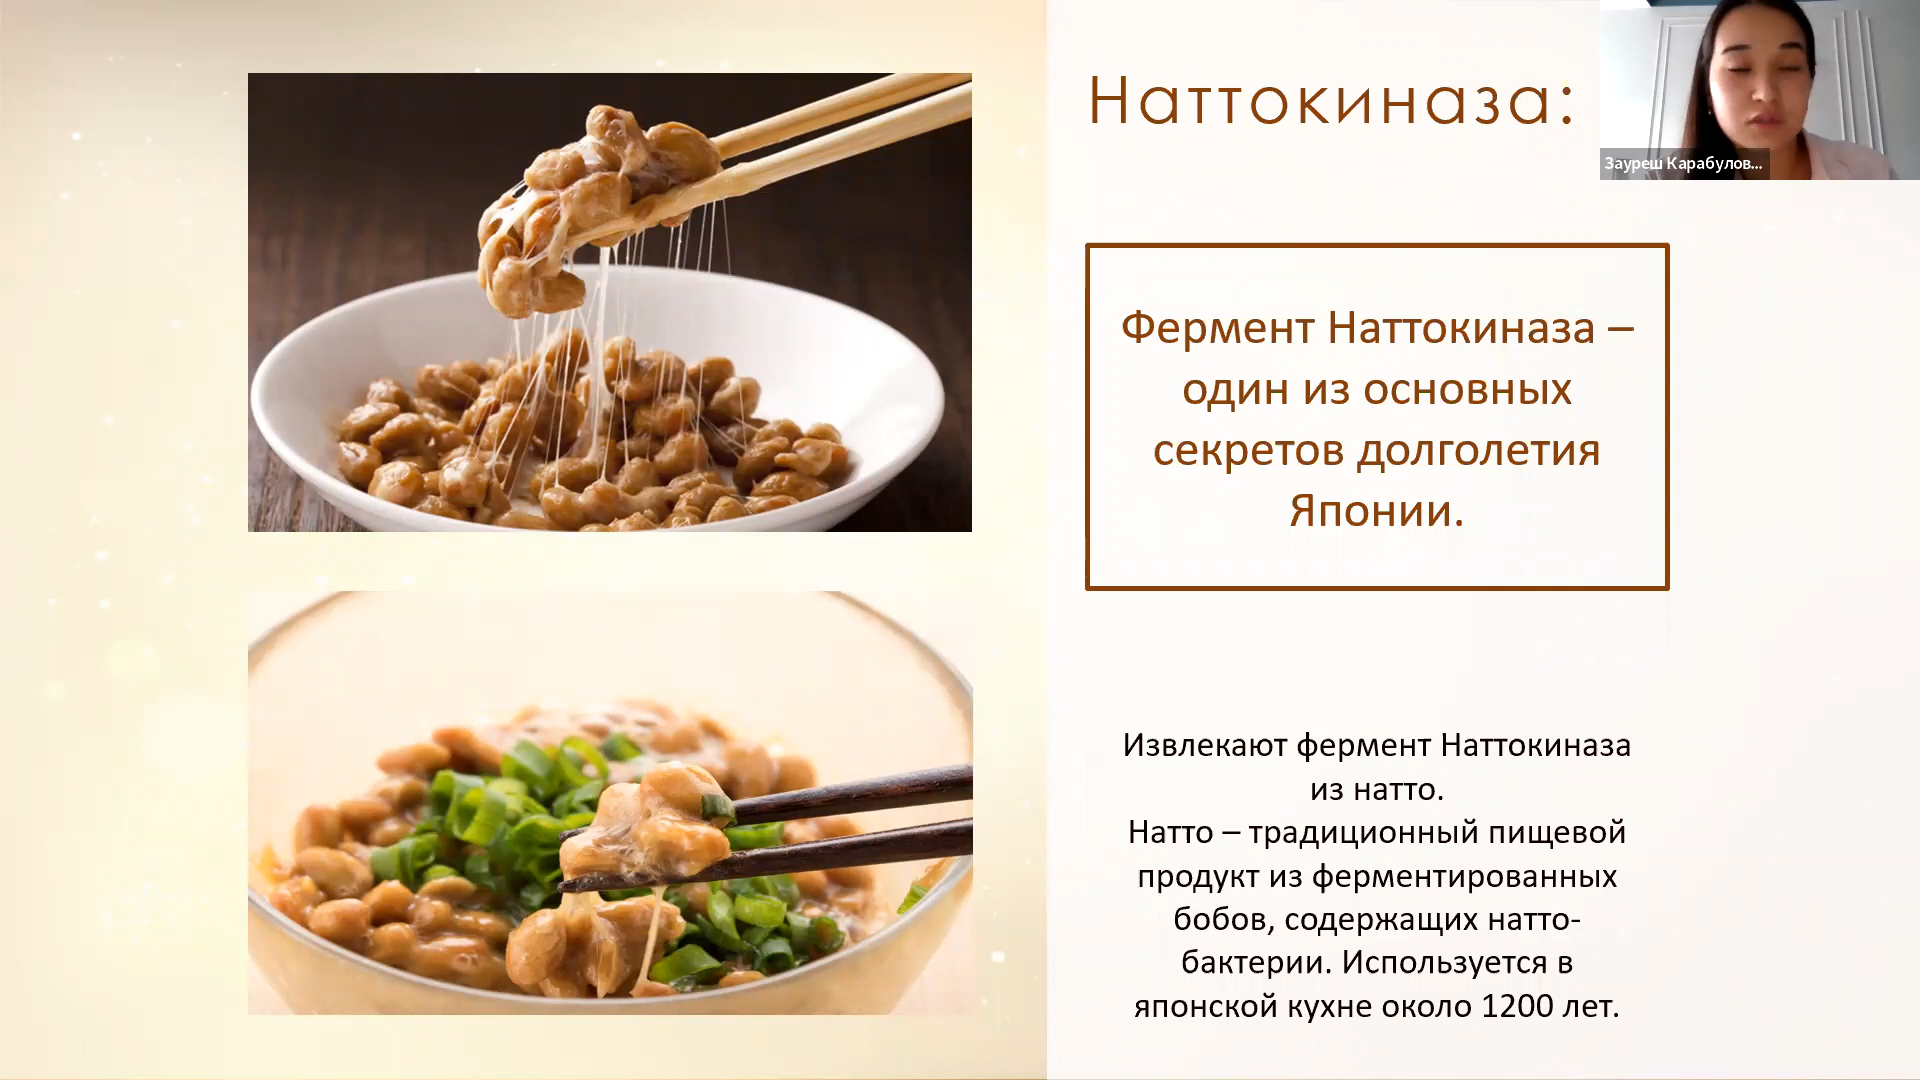 Наттокиназа:
Зауреш Карабулов...
Фермент Наттокиназа –
один из основных
секретов долголетия
Японии.
Извлекают фермент Наттокиназа
из натто.
Натто – традиционный пищевой
продукт из ферментированных
бобов, содержащих натто-
бактерии. Используется в
японской кухне около 1200 лет.